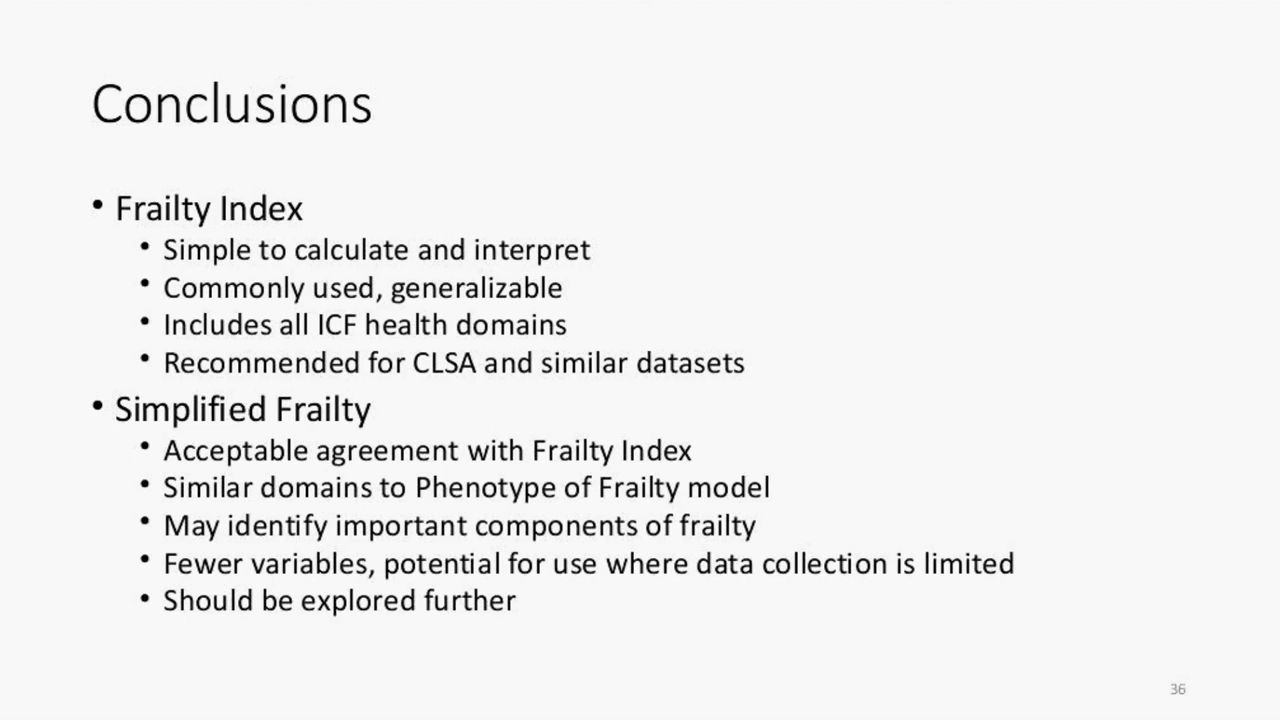 Conclusions
• Frailty Index
• Simple to calculate and interpret
• Commonly used, generalizable
• Includes all ICF health domains
• Recommended for CLSA and similar datasets
• Simplified Frailty
• Acceptable agreement with Frailty Index
• Similar domains to Phenotype of Frailty model
• May identify important components of frailty
• Fewer variables, potential for use where data collection is limited
• Should be explored further
36